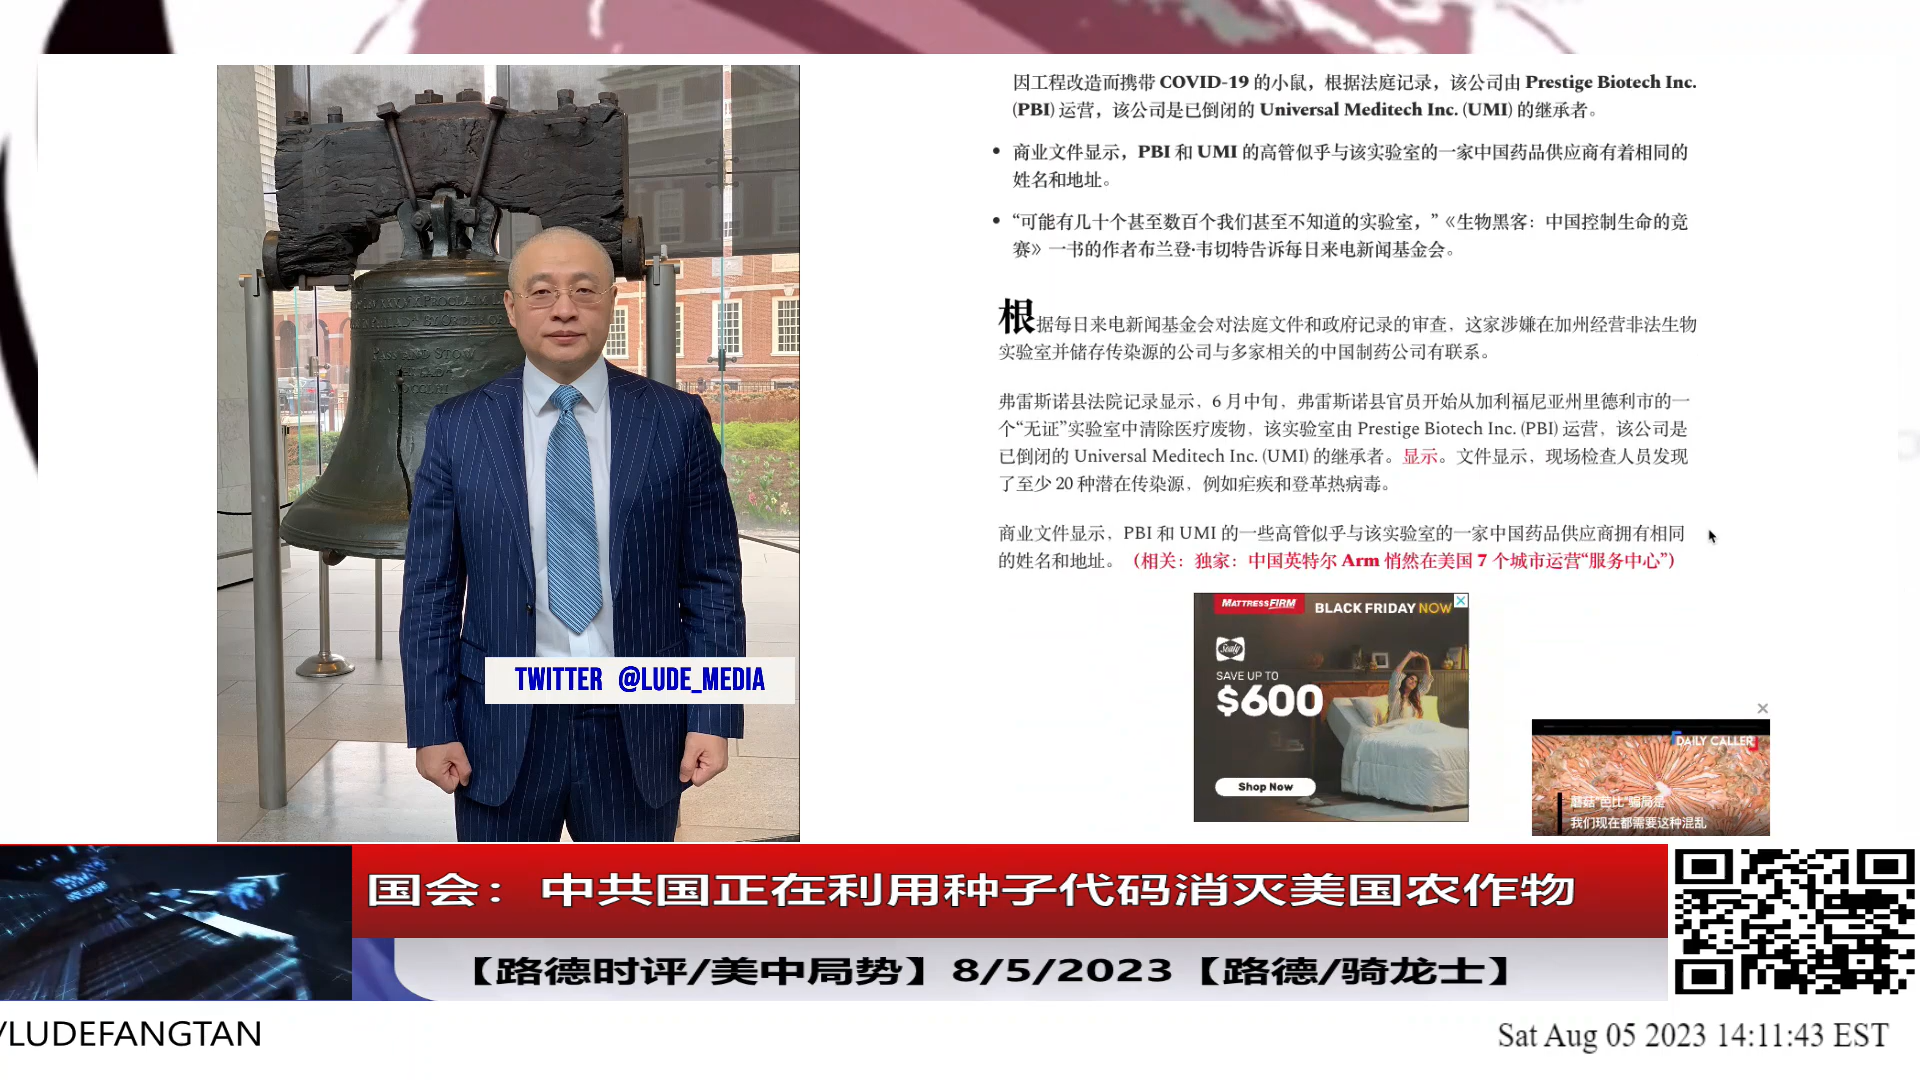 因工程改造而携带 COVID-19 的小鼠，根据法庭记录，该公司由 Prestige Biotech Inc.
(PBI) 运营，该公司是已倒闭的 Universal Meditech Inc. (UMI) 的继承者。
• 商业文件显示，PBI 和 UMI 的高管似乎与该实验室的一家中国药品供应商有着相同的
姓名和地址。
• “可能有几十个甚至数百个我们甚至不知道的实验室，”《生物黑客：中国控制生命的竞
赛》一书的作者布兰登·韦切特告诉每日来电新闻基金会。
根据每日来电新闻基金会对法庭文件和政府记录的审查，这家涉嫌在加州经营非法生物
实验室并储存传染源的公司与多家相关的中国制药公司有联系。
弗雷斯诺县法院记录显示，6 月中旬，弗雷斯诺县官员开始从加利福尼亚州里德利市的一
个“无证”实验室中清除医疗废物，该实验室由 Prestige Biotech Inc. (PBI) 运营，该公司是
已倒闭的 Universal Meditech Inc. (UMI) 的继承者。显示。文件显示，现场检查人员发现
了至少 20 种潜在传染源，例如疟疾和登革热病毒。
商业文件显示，PBI 和 UMI 的一些高管似乎与该实验室的一家中国药品供应商拥有相同
的姓名和地址。（相关：独家：中国英特尔 Arm 悄然在美国 7 个城市运营“服务中心”）
PASS AND STOW
TWITTER @LUDE_MEDIA
MATTRESSFIRM BLACK FRIDAY NOW
Sealy
SAVE UP TO
$600
Shop Now
DAILY CALLER
蘑菇“芭比”骗局是
我们现在都需要这种混乱
国会：中共国正在利用种子代码消灭美国农作物
【路德时评/美中局势】8/5/2023【路德/骑龙士】
/LUDEFANGTAN
Sat Aug 05 2023 14:11:43 EST